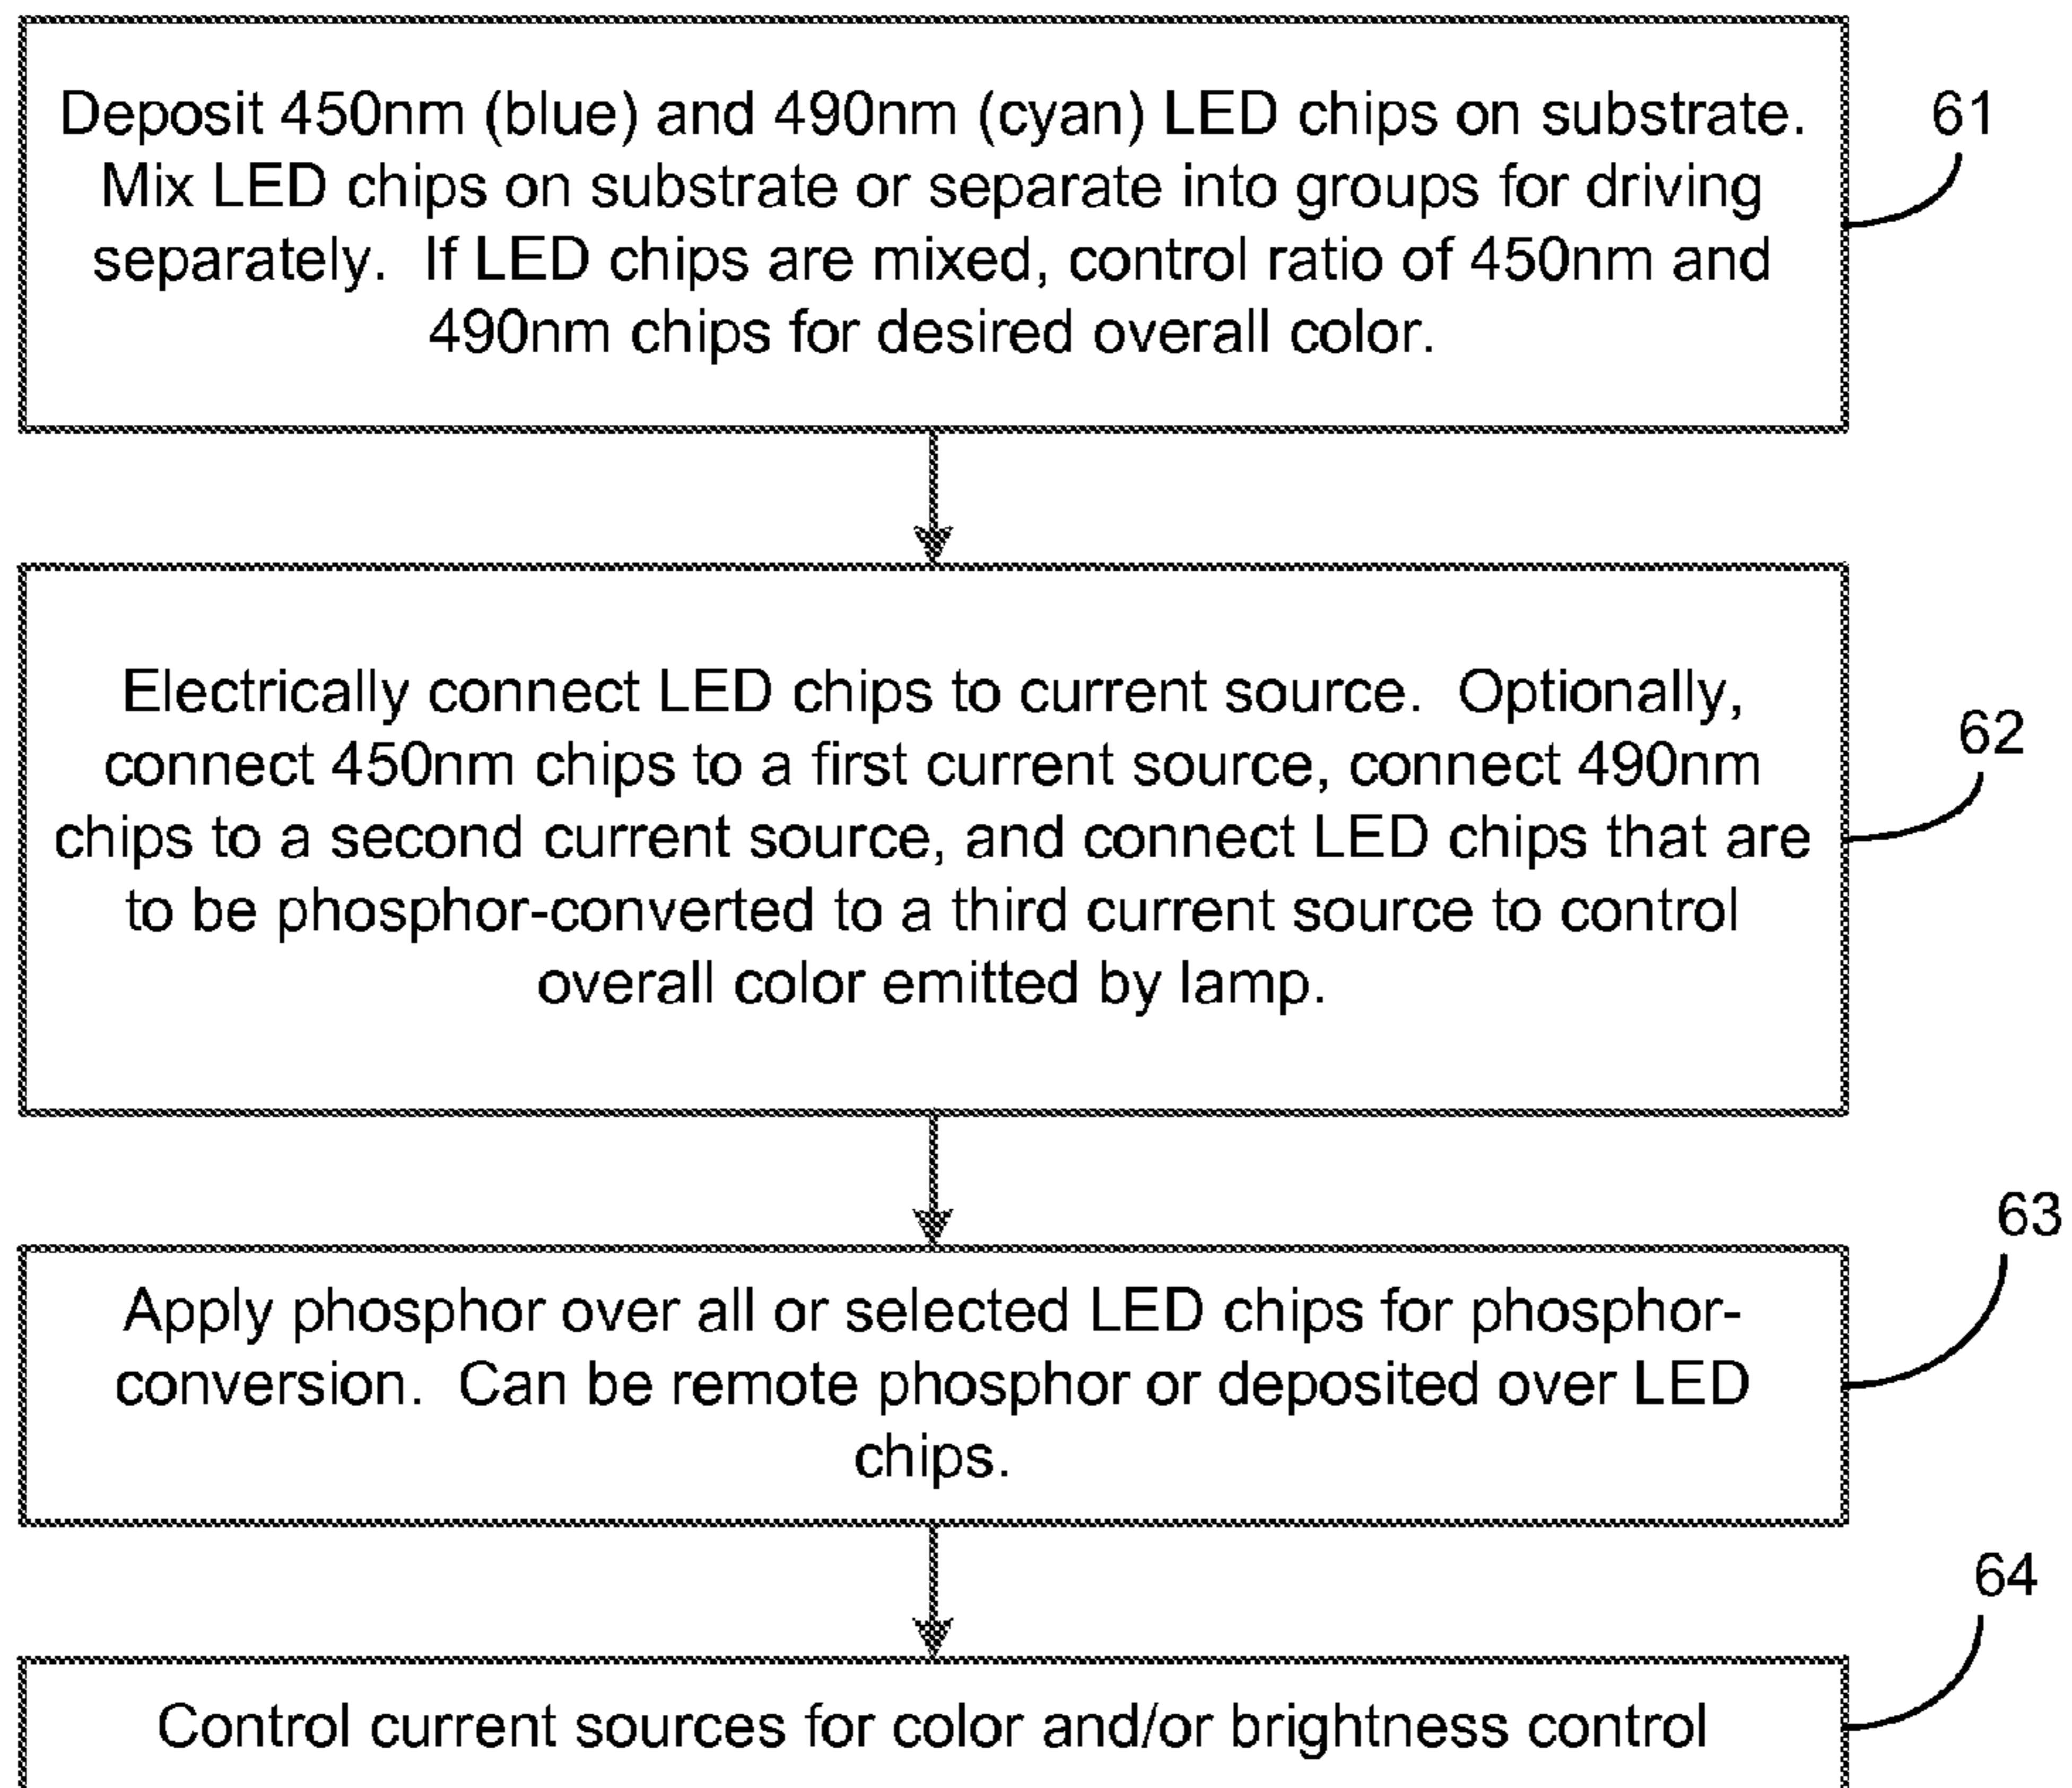 Deposit 450nm (blue) and 490nm (cyan) LED chips on substrate.
Mix LED chips on substrate or separate into groups for driving
separately.  If LED chips are mixed, control ratio of 450nm and
490nm chips for desired overall color.
61
Electrically connect LED chips to current source.  Optionally,
connect 450nm chips to a first current source, connect 490nm
chips to a second current source, and connect LED chips that are
to be phosphor-converted to a third current source to control
overall color emitted by lamp.
62
Apply phosphor over all or selected LED chips for phosphor-
conversion.  Can be remote phosphor or deposited over LED
chips.
63
Control current sources for color and/or brightness control
64